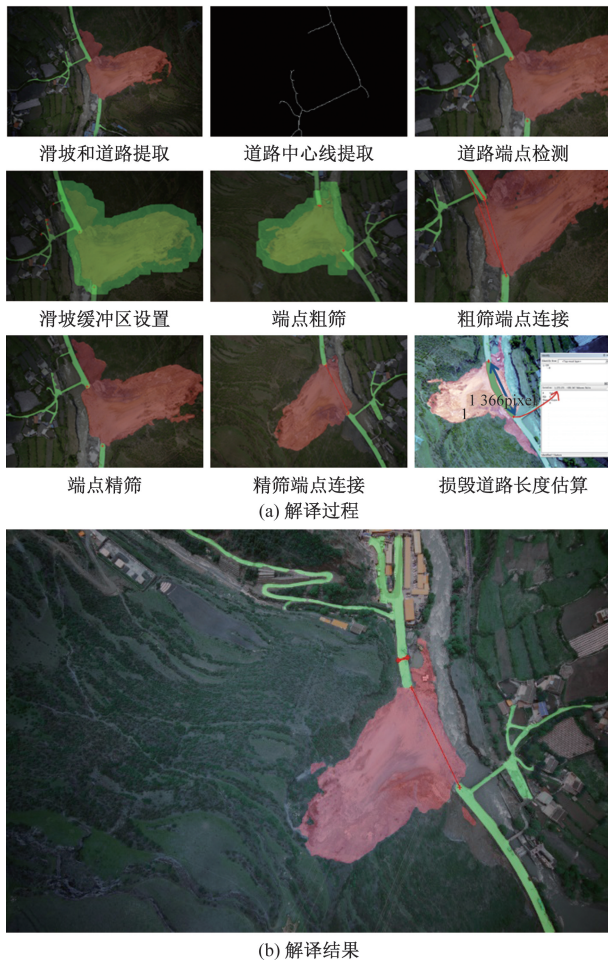 滑坡和道路提取
道路中心线提取
道路端点检测
滑坡缓冲区设置
端点粗筛
粗筛端点连接
1 366pixel
1
端点精筛
精筛端点连接
损毁道路长度估算
(a) 解译过程
(b) 解译结果